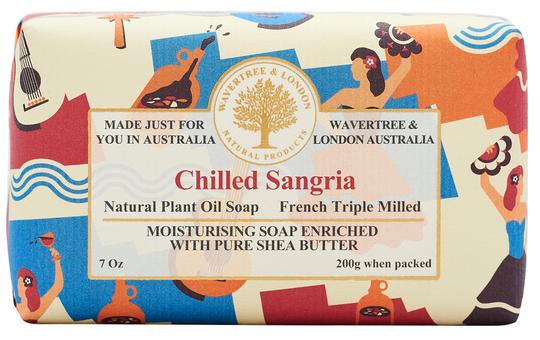 WAVERTREE & LONDON
NATURAL PRODUCTS
MADE JUST FOR
YOU IN AUSTRALIA
WAVERTREE &
LONDON AUSTRALIA
Chilled Sangria
Natural Plant Oil Soap French Triple Milled
MOISTURISING SOAP ENRICHED
WITH PURE SHEA BUTTER
7 Oz 200g when packed